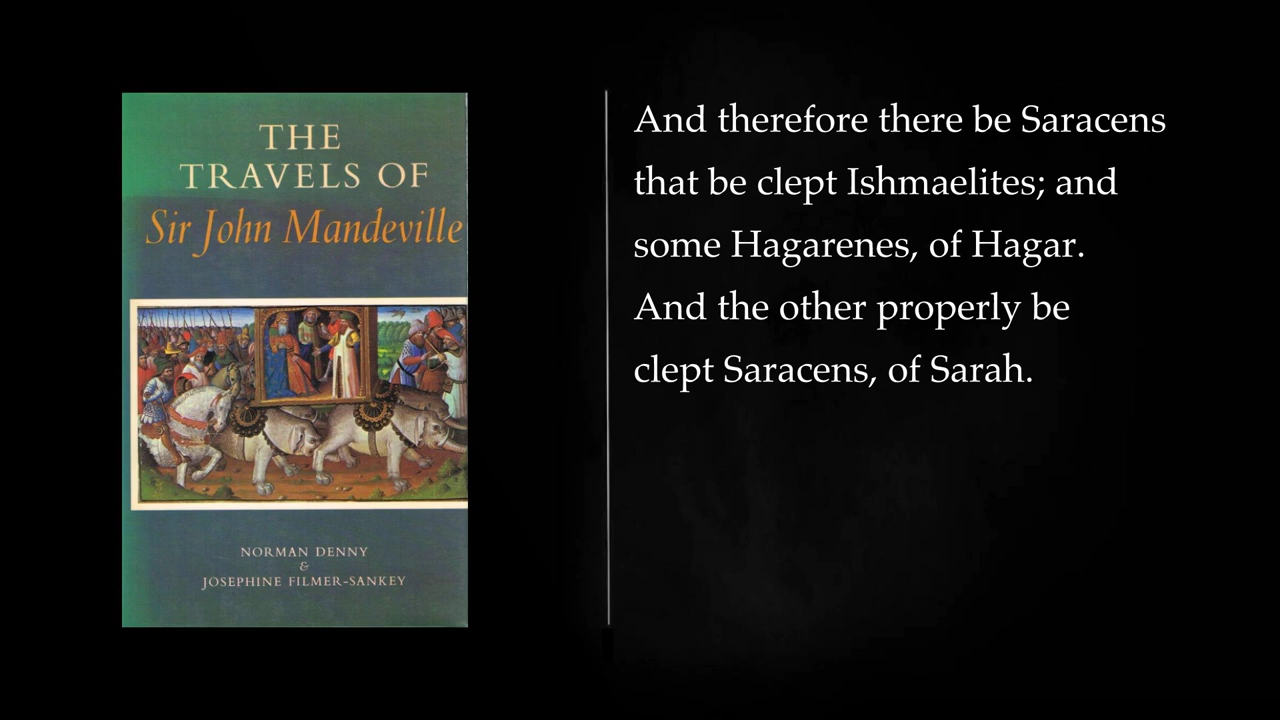 THE
TRAVELS OF
Sir John Mandeville
NORMAN DENNY
&
JOSEPHINE FILMER-SANKEY
And therefore there be Saracens
that be clept Ishmaelites; and
some Hagarenes, of Hagar.
And the other properly be
clept Saracens, of Sarah.